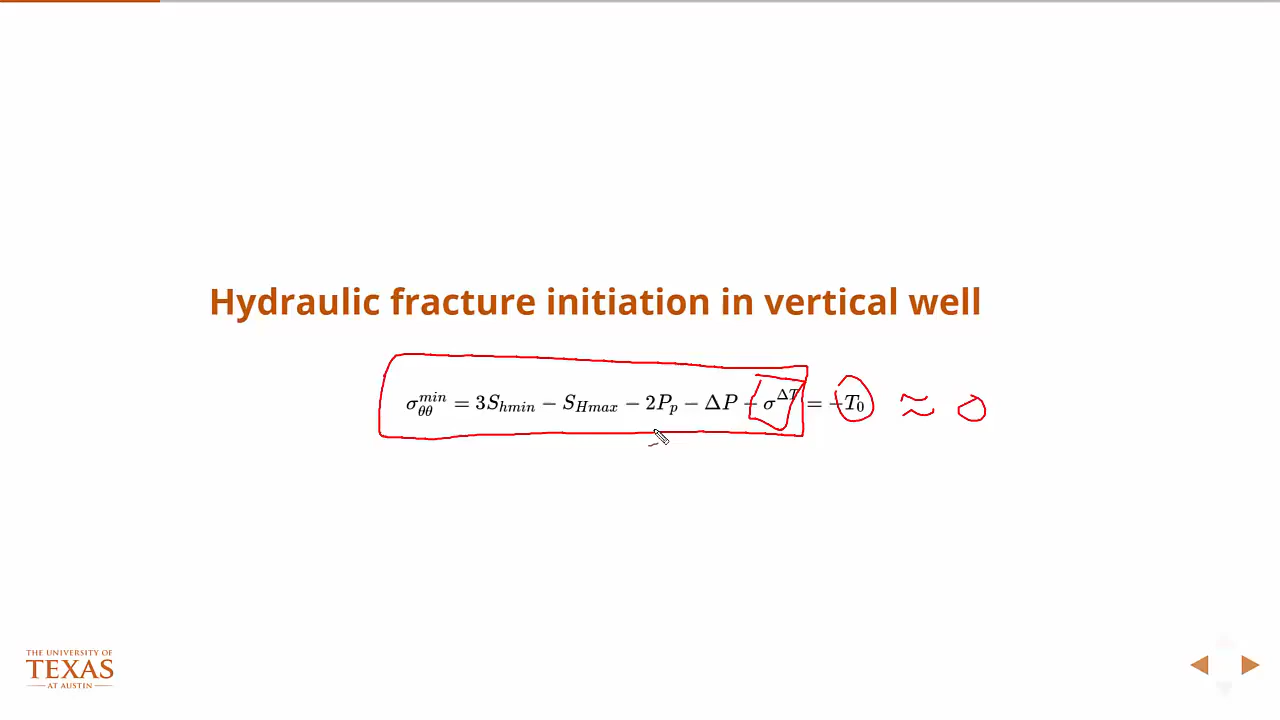 Hydraulic fracture initiation in vertical well
σ_θθ^min = 3S_hmin − S_Hmax − 2P_p − ΔP − σ^ΔT = −T_0 ≈ 0
THE UNIVERSITY OF
TEXAS
AT AUSTIN